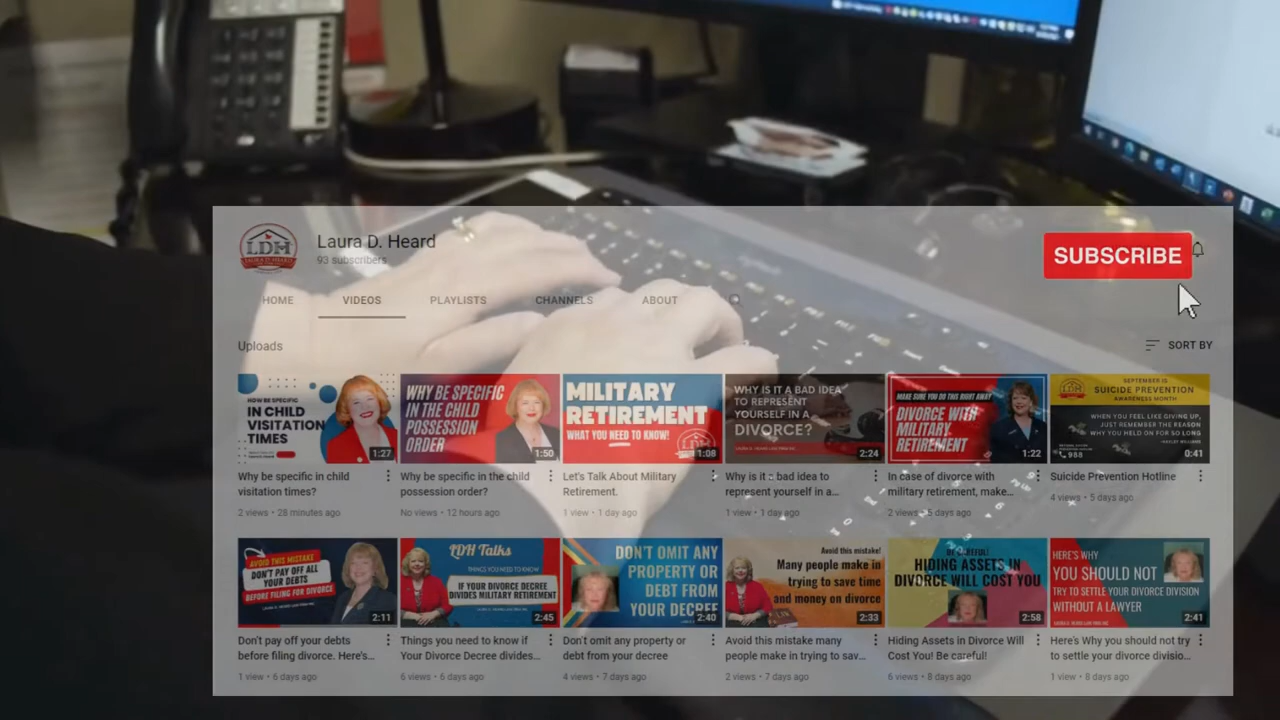 LDH
LAURA D. HEARD
Laura D. Heard
93 subscribers
SUBSCRIBE
HOME VIDEOS PLAYLISTS CHANNELS ABOUT
Uploads
SORT BY
HOW BE SPECIFIC
IN CHILD
VISITATION
TIMES
1:27
WHY BE SPECIFIC
IN THE CHILD
POSSESSION
ORDER
1:50
MILITARY
RETIREMENT
WHAT YOU NEED TO KNOW!
1:08
WHY IS IT A BAD IDEA
TO REPRESENT
YOURSELF IN A
DIVORCE?
2:24
MAKE SURE YOU DO THIS RIGHT AWAY
DIVORCE WITH
MILITARY
RETIREMENT
1:22
SEPTEMBER IS
SUICIDE PREVENTION
AWARENESS MONTH
WHEN YOU FEEL LIKE GIVING UP,
JUST REMEMBER THE REASON
WHY YOU HELD ON FOR SO LONG
988
0:41
Why be specific in child
visitation times?
2 views • 28 minutes ago
Why be specific in the child
possession order?
No views • 12 hours ago
Let's Talk About Military
Retirement.
1 view • 1 day ago
Why is it a bad idea to
represent yourself in a...
1 view • 1 day ago
In case of divorce with
military retirement, make...
2 views • 5 days ago
Suicide Prevention Hotline
4 views • 5 days ago
AVOID THIS MISTAKE
DON'T PAY OFF ALL
YOUR DEBTS
BEFORE FILING FOR DIVORCE
2:11
LDH Talks
THINGS YOU NEED TO KNOW
IF YOUR DIVORCE DECREE
DIVIDES MILITARY RETIREMENT
2:45
DON'T OMIT ANY
PROPERTY OR
DEBT FROM
YOUR DECREE
2:40
Avoid this mistake!
Many people make in
trying to save time
and money on divorce
2:33
BE CAREFUL!
HIDING ASSETS IN
DIVORCE WILL COST YOU
2:58
HERE'S WHY
YOU SHOULD NOT
TRY TO SETTLE YOUR DIVORCE DIVISION
WITHOUT A LAWYER
2:41
Don't pay off your debts
before filing divorce. Here's...
1 view • 6 days ago
Things you need to know if
Your Divorce Decree divides...
6 views • 6 days ago
Don't omit any property or
debt from your decree
4 views • 7 days ago
Avoid this mistake many
people make in trying to sav...
2 views • 7 days ago
Hiding Assets in Divorce Will
Cost You! Be careful!
6 views • 8 days ago
Here's Why you should not try
to settle your divorce divisio...
1 view • 8 days ago